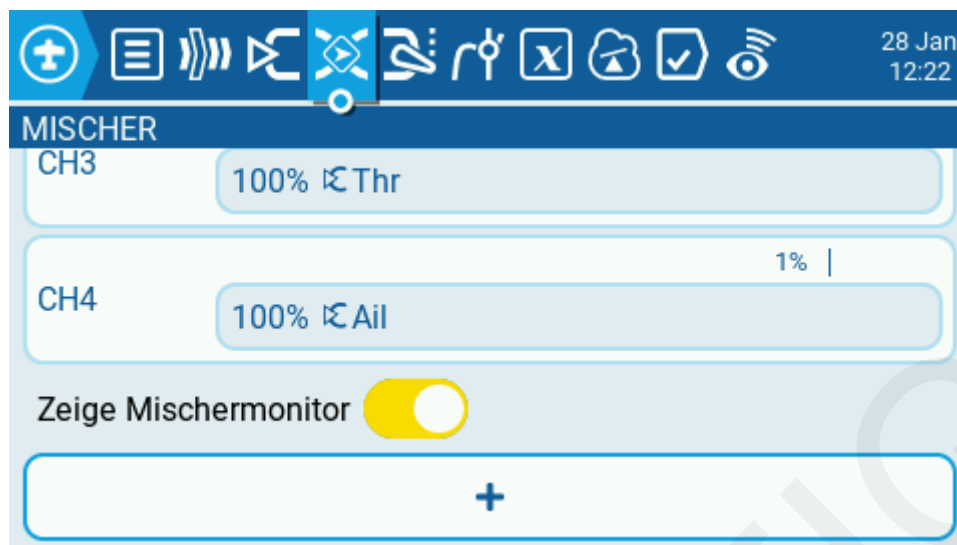 28 Jan
12:22
MISCHER
CH3
100% Thr
1%
CH4
100% Ail
Zeige Mischermonitor
+